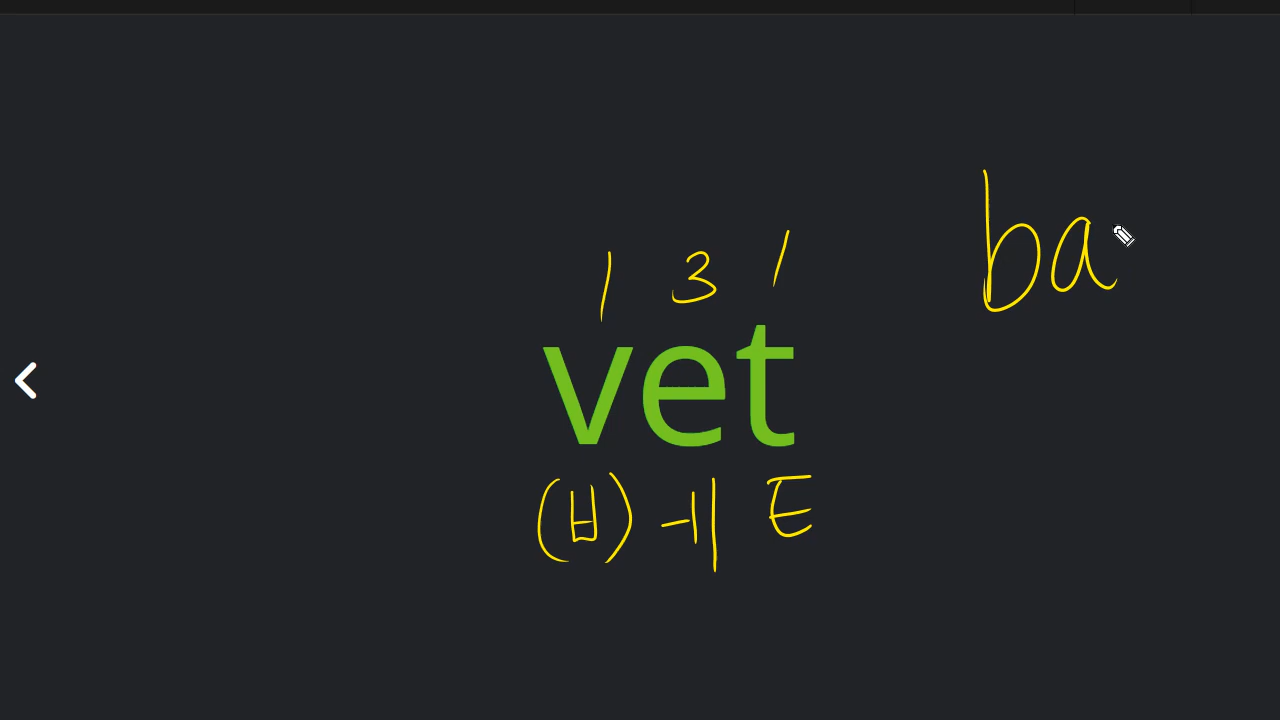 1 3 1
ba
vet
(ㅂ) ㅔ ㅌ